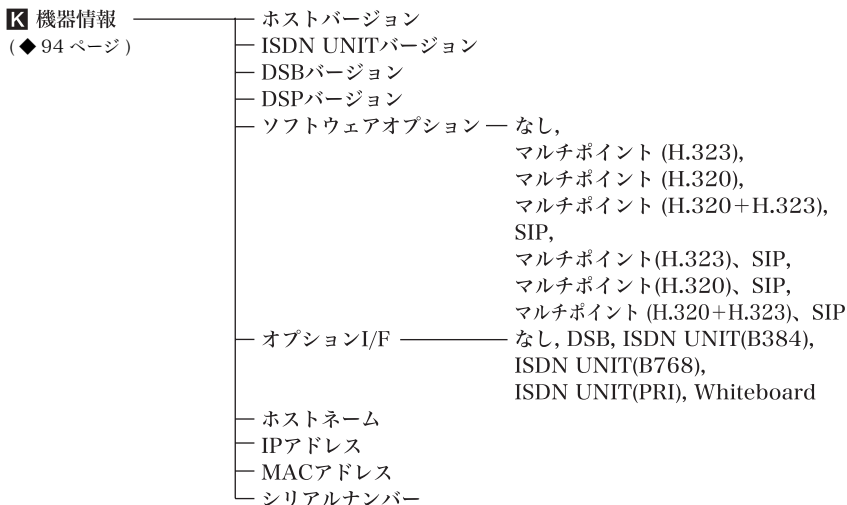 K 機器情報 ホストバージョン
(◆94 ページ) ISDN UNITバージョン
DSBバージョン
DSPバージョン
ソフトウェアオプション なし,
マルチポイント (H.323),
マルチポイント (H.320),
マルチポイント (H.320+H.323),
SIP,
マルチポイント(H.323)、SIP,
マルチポイント(H.320)、SIP,
マルチポイント (H.320+H.323)、SIP
オプションI/F なし, DSB, ISDN UNIT(B384),
ISDN UNIT(B768),
ISDN UNIT(PRI), Whiteboard
ホストネーム
IPアドレス
MACアドレス
シリアルナンバー